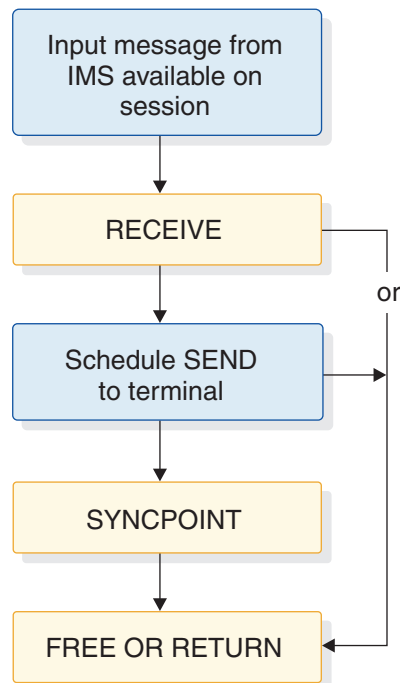 Input message from
IMS available on
session
RECEIVE
or
Schedule SEND
to terminal
SYNCPOINT
FREE OR RETURN